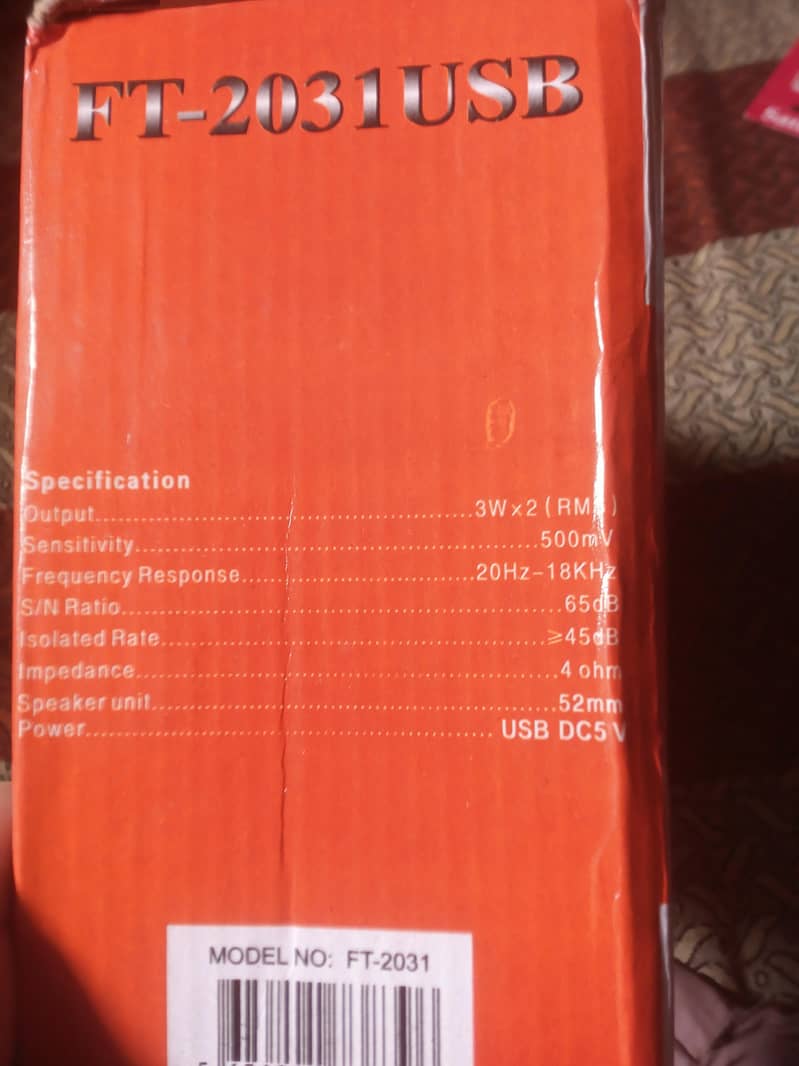 FT-2031USB
Specification
Output..................................................3W×2(RMS)
Sensitivity..................................................500mV
Frequency Response..............................20Hz-18KHz
S/N Ratio.......................................................65dB
Isolated Rate................................................≥45dB
Impedance....................................................4 ohm
Speaker unit..................................................52mm
Power.................................................... USB DC5V
MODEL NO: FT-2031